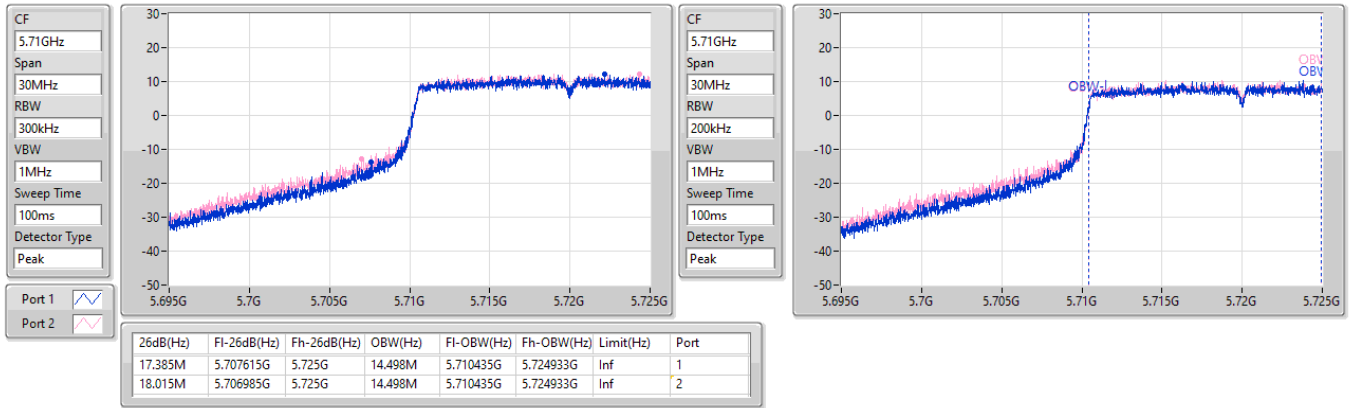 CF
5.71GHz
Span
30MHz
RBW
300kHz
VBW
1MHz
Sweep Time
100ms
Detector Type
Peak
Port 1
Port 2
30
20
10
0
-10
-20
-30
-40
-50
5.695G 5.7G 5.705G 5.71G 5.715G 5.72G 5.725G
CF
5.71GHz
Span
30MHz
RBW
200kHz
VBW
1MHz
Sweep Time
100ms
Detector Type
Peak
30
20
10
0
-10
-20
-30
-40
-50
OBW-
OBW
OBW
5.695G 5.7G 5.705G 5.71G 5.715G 5.72G 5.725G
26dB(Hz) Fl-26dB(Hz) Fh-26dB(Hz) OBW(Hz) Fl-OBW(Hz) Fh-OBW(Hz) Limit(Hz) Port
17.385M 5.707615G 5.725G 14.498M 5.710435G 5.724933G Inf 1
18.015M 5.706985G 5.725G 14.498M 5.710435G 5.724933G Inf 2